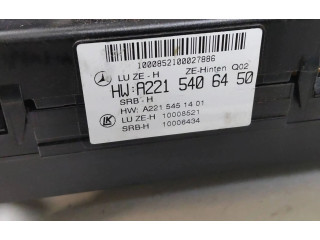 1000852100027886
LU ZE-H ZE-Hinten Q02
HW:A221 540 64 50
SRB-H
HW: A221 545 14 01
LU ZE-H 10008521
SRB-H 10006434
LK